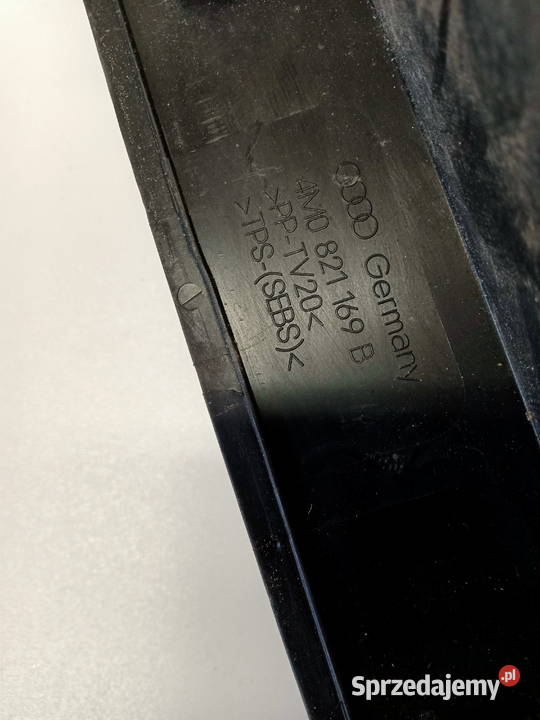 Germany
4M0 821 169 B
>PP-TV20<
>TPS-(SEBS)<
Sprzedajemy.pl